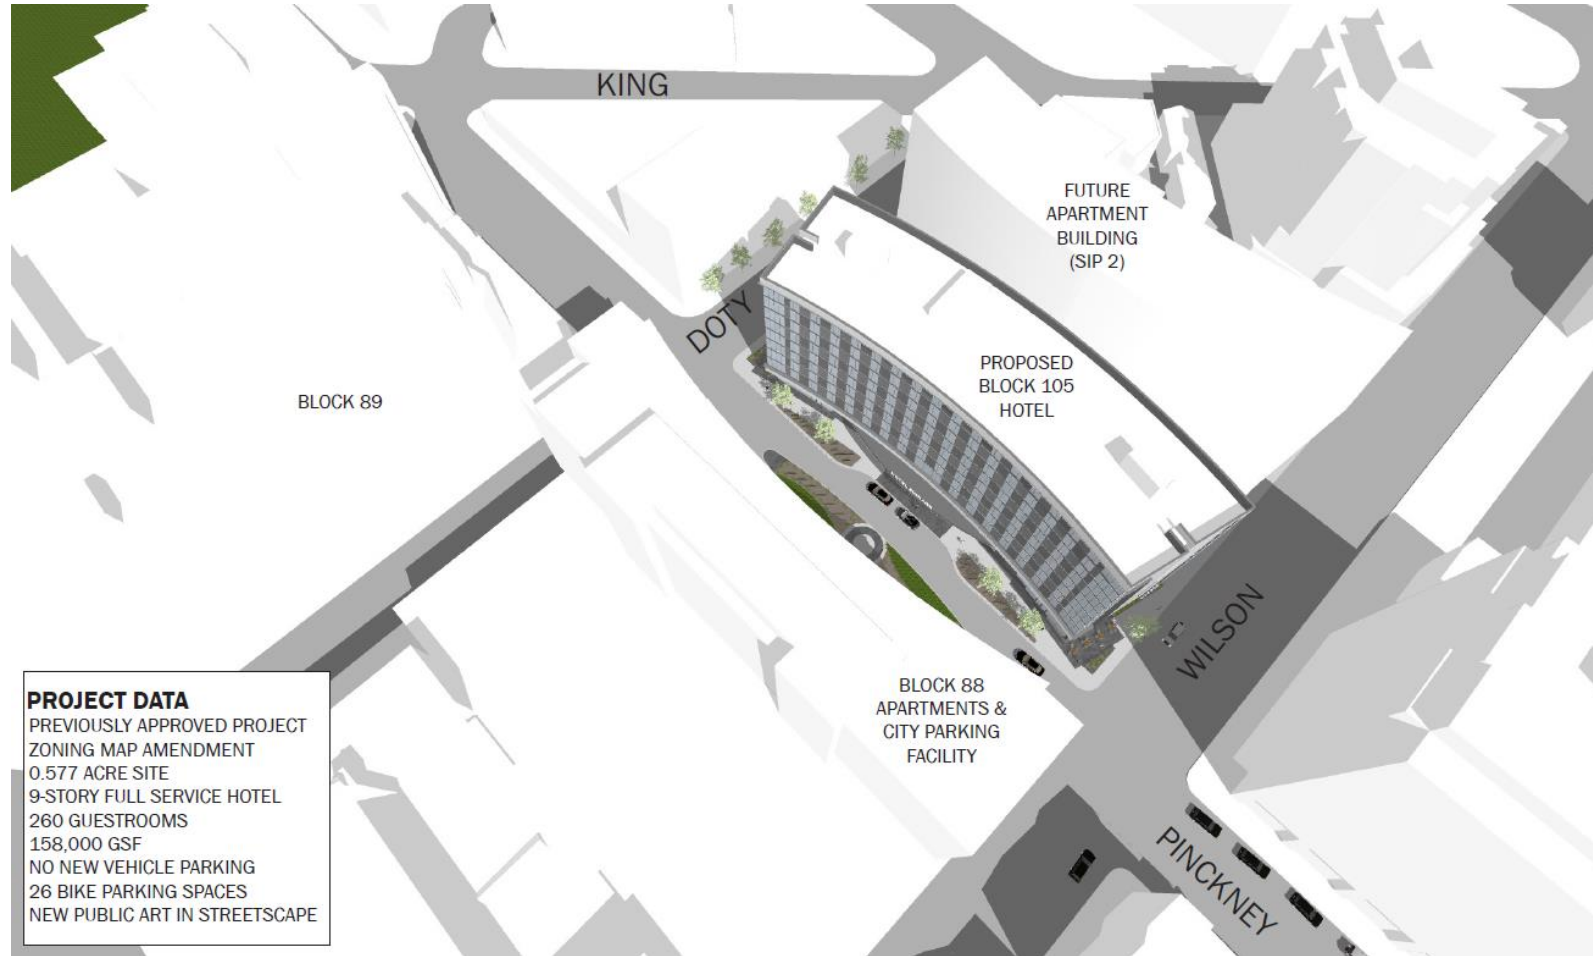 KING
FUTURE
APARTMENT
BUILDING
(SIP 2)
DOTY
PROPOSED
BLOCK 105
HOTEL
BLOCK 89
WILSON
BLOCK 88
APARTMENTS &
CITY PARKING
FACILITY
PINCKNEY
PROJECT DATA
PREVIOUSLY APPROVED PROJECT
ZONING MAP AMENDMENT
0.577 ACRE SITE
9-STORY FULL SERVICE HOTEL
260 GUESTROOMS
158,000 GSF
NO NEW VEHICLE PARKING
26 BIKE PARKING SPACES
NEW PUBLIC ART IN STREETSCAPE